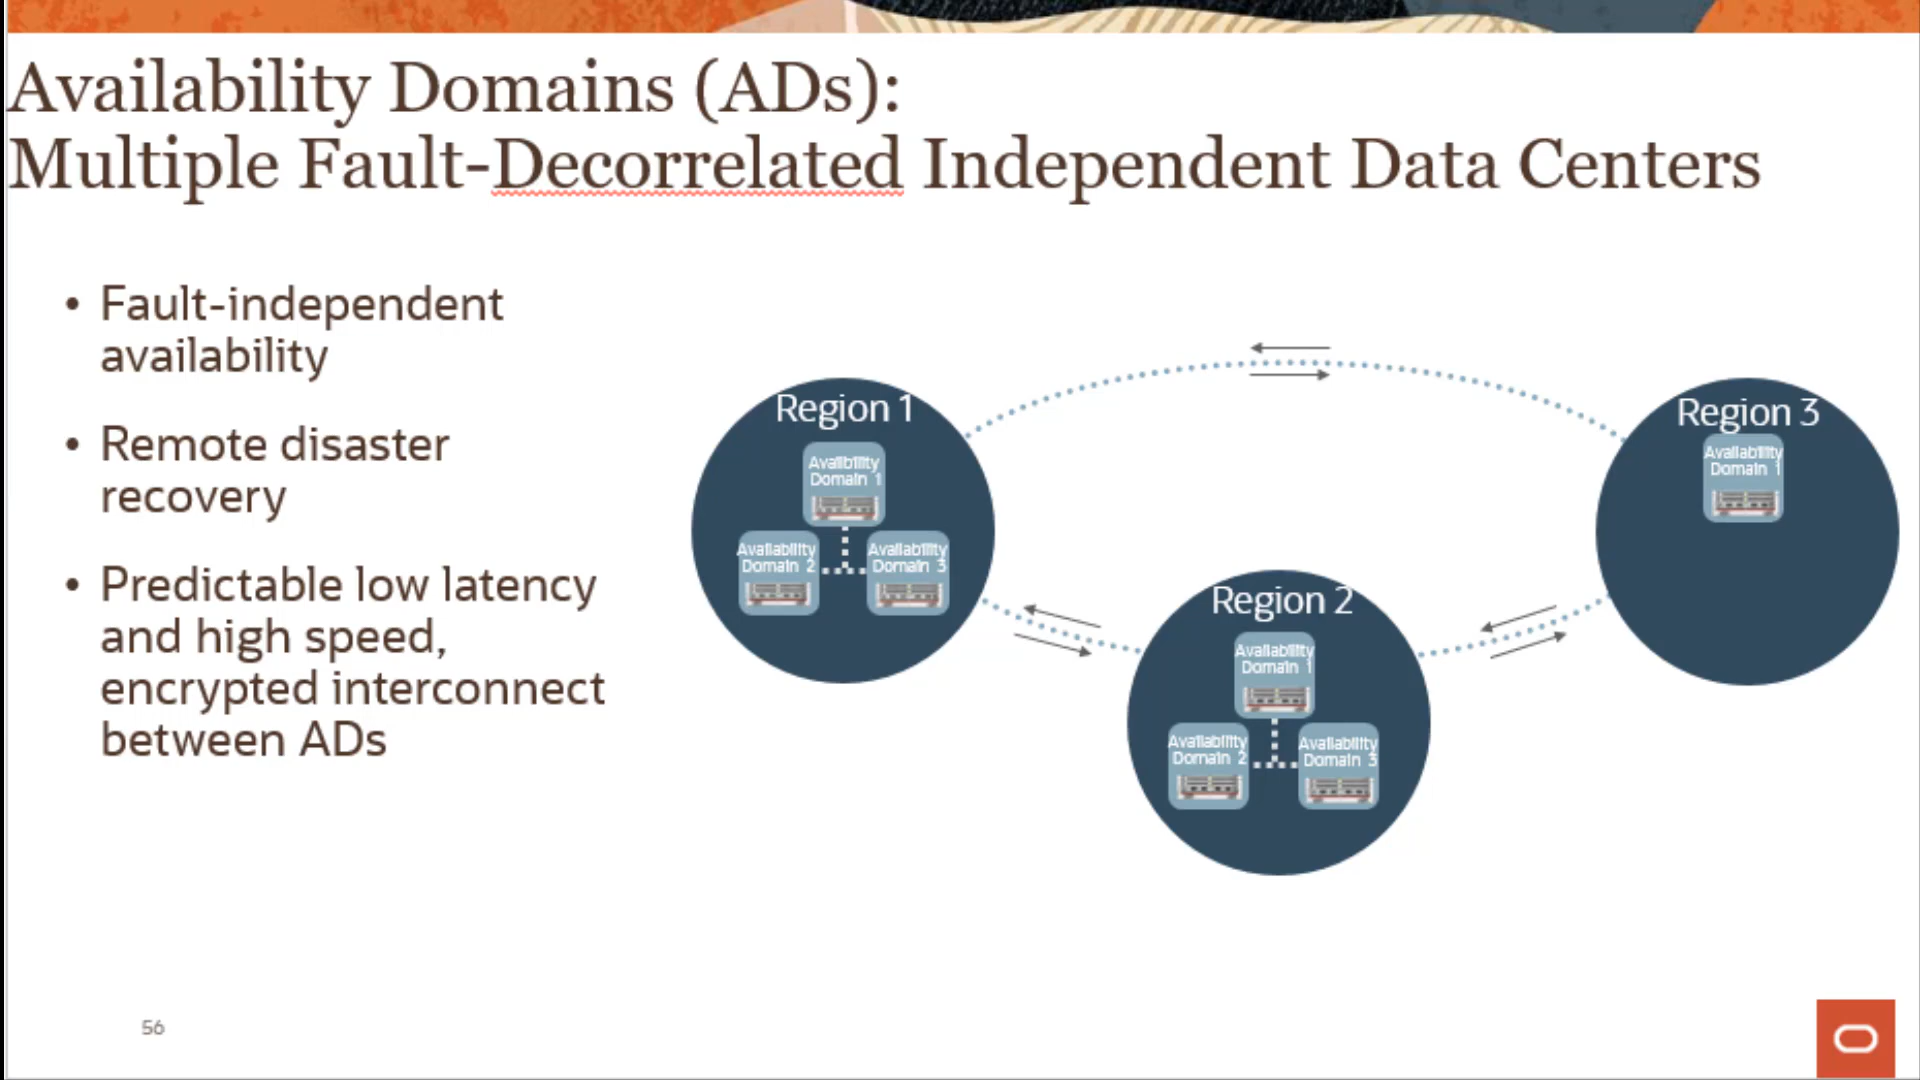 Availability Domains (ADs):
Multiple Fault-Decorrelated Independent Data Centers
• Fault-independent
availability
• Remote disaster
recovery
• Predictable low latency
and high speed,
encrypted interconnect
between ADs
Region 1
Availibility
Domain 1
Availability
Domain 2
Availability
Domain 3
Region 2
Availability
Domain 1
Availability
Domain 2
Availability
Domain 3
Region 3
Availability
Domain 1
56